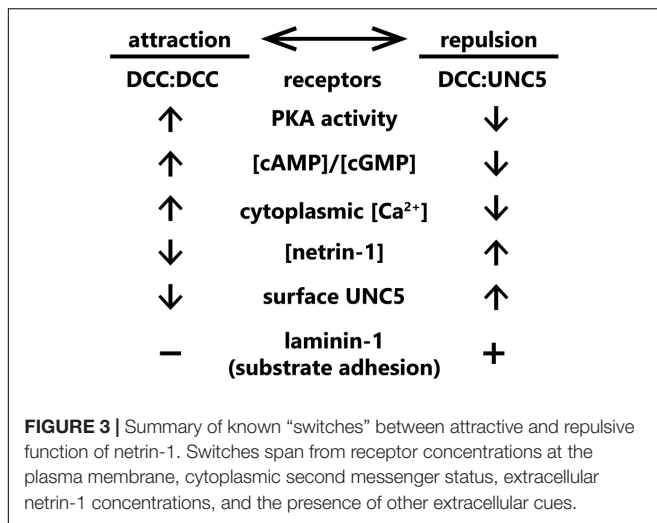 attraction repulsion
DCC:DCC receptors DCC:UNC5
↑ PKA activity ↓
↑ [cAMP]/[cGMP] ↓
↑ cytoplasmic [Ca²⁺] ↓
↓ [netrin-1] ↑
↓ surface UNC5 ↑
− laminin-1 +
(substrate adhesion)
FIGURE 3 | Summary of known “switches” between attractive and repulsive
function of netrin-1. Switches span from receptor concentrations at the
plasma membrane, cytoplasmic second messenger status, extracellular
netrin-1 concentrations, and the presence of other extracellular cues.